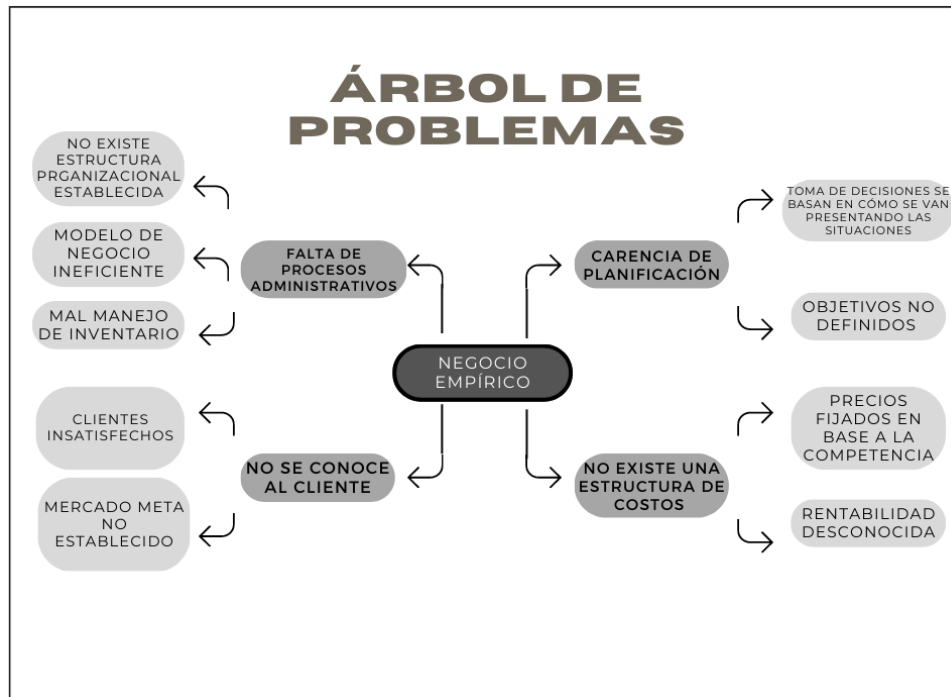 ÁRBOL DE
PROBLEMAS
NO EXISTE
ESTRUCTURA
PRGANIZACIONAL
ESTABLECIDA
MODELO DE
NEGOCIO
INEFICIENTE
MAL MANEJO
DE INVENTARIO
FALTA DE
PROCESOS
ADMINISTRATIVOS
CLIENTES
INSATISFECHOS
MERCADO META
NO
ESTABLECIDO
NO SE CONOCE
AL CLIENTE
NEGOCIO
EMPÍRICO
CARENCIA DE
PLANIFICACIÓN
TOMA DE DECISIONES SE
BASAN EN CÓMO SE VAN
PRESENTANDO LAS
SITUACIONES
OBJETIVOS NO
DEFINIDOS
NO EXISTE UNA
ESTRUCTURA DE
COSTOS
PRECIOS
FIJADOS EN
BASE A LA
COMPETENCIA
RENTABILIDAD
DESCONOCIDA